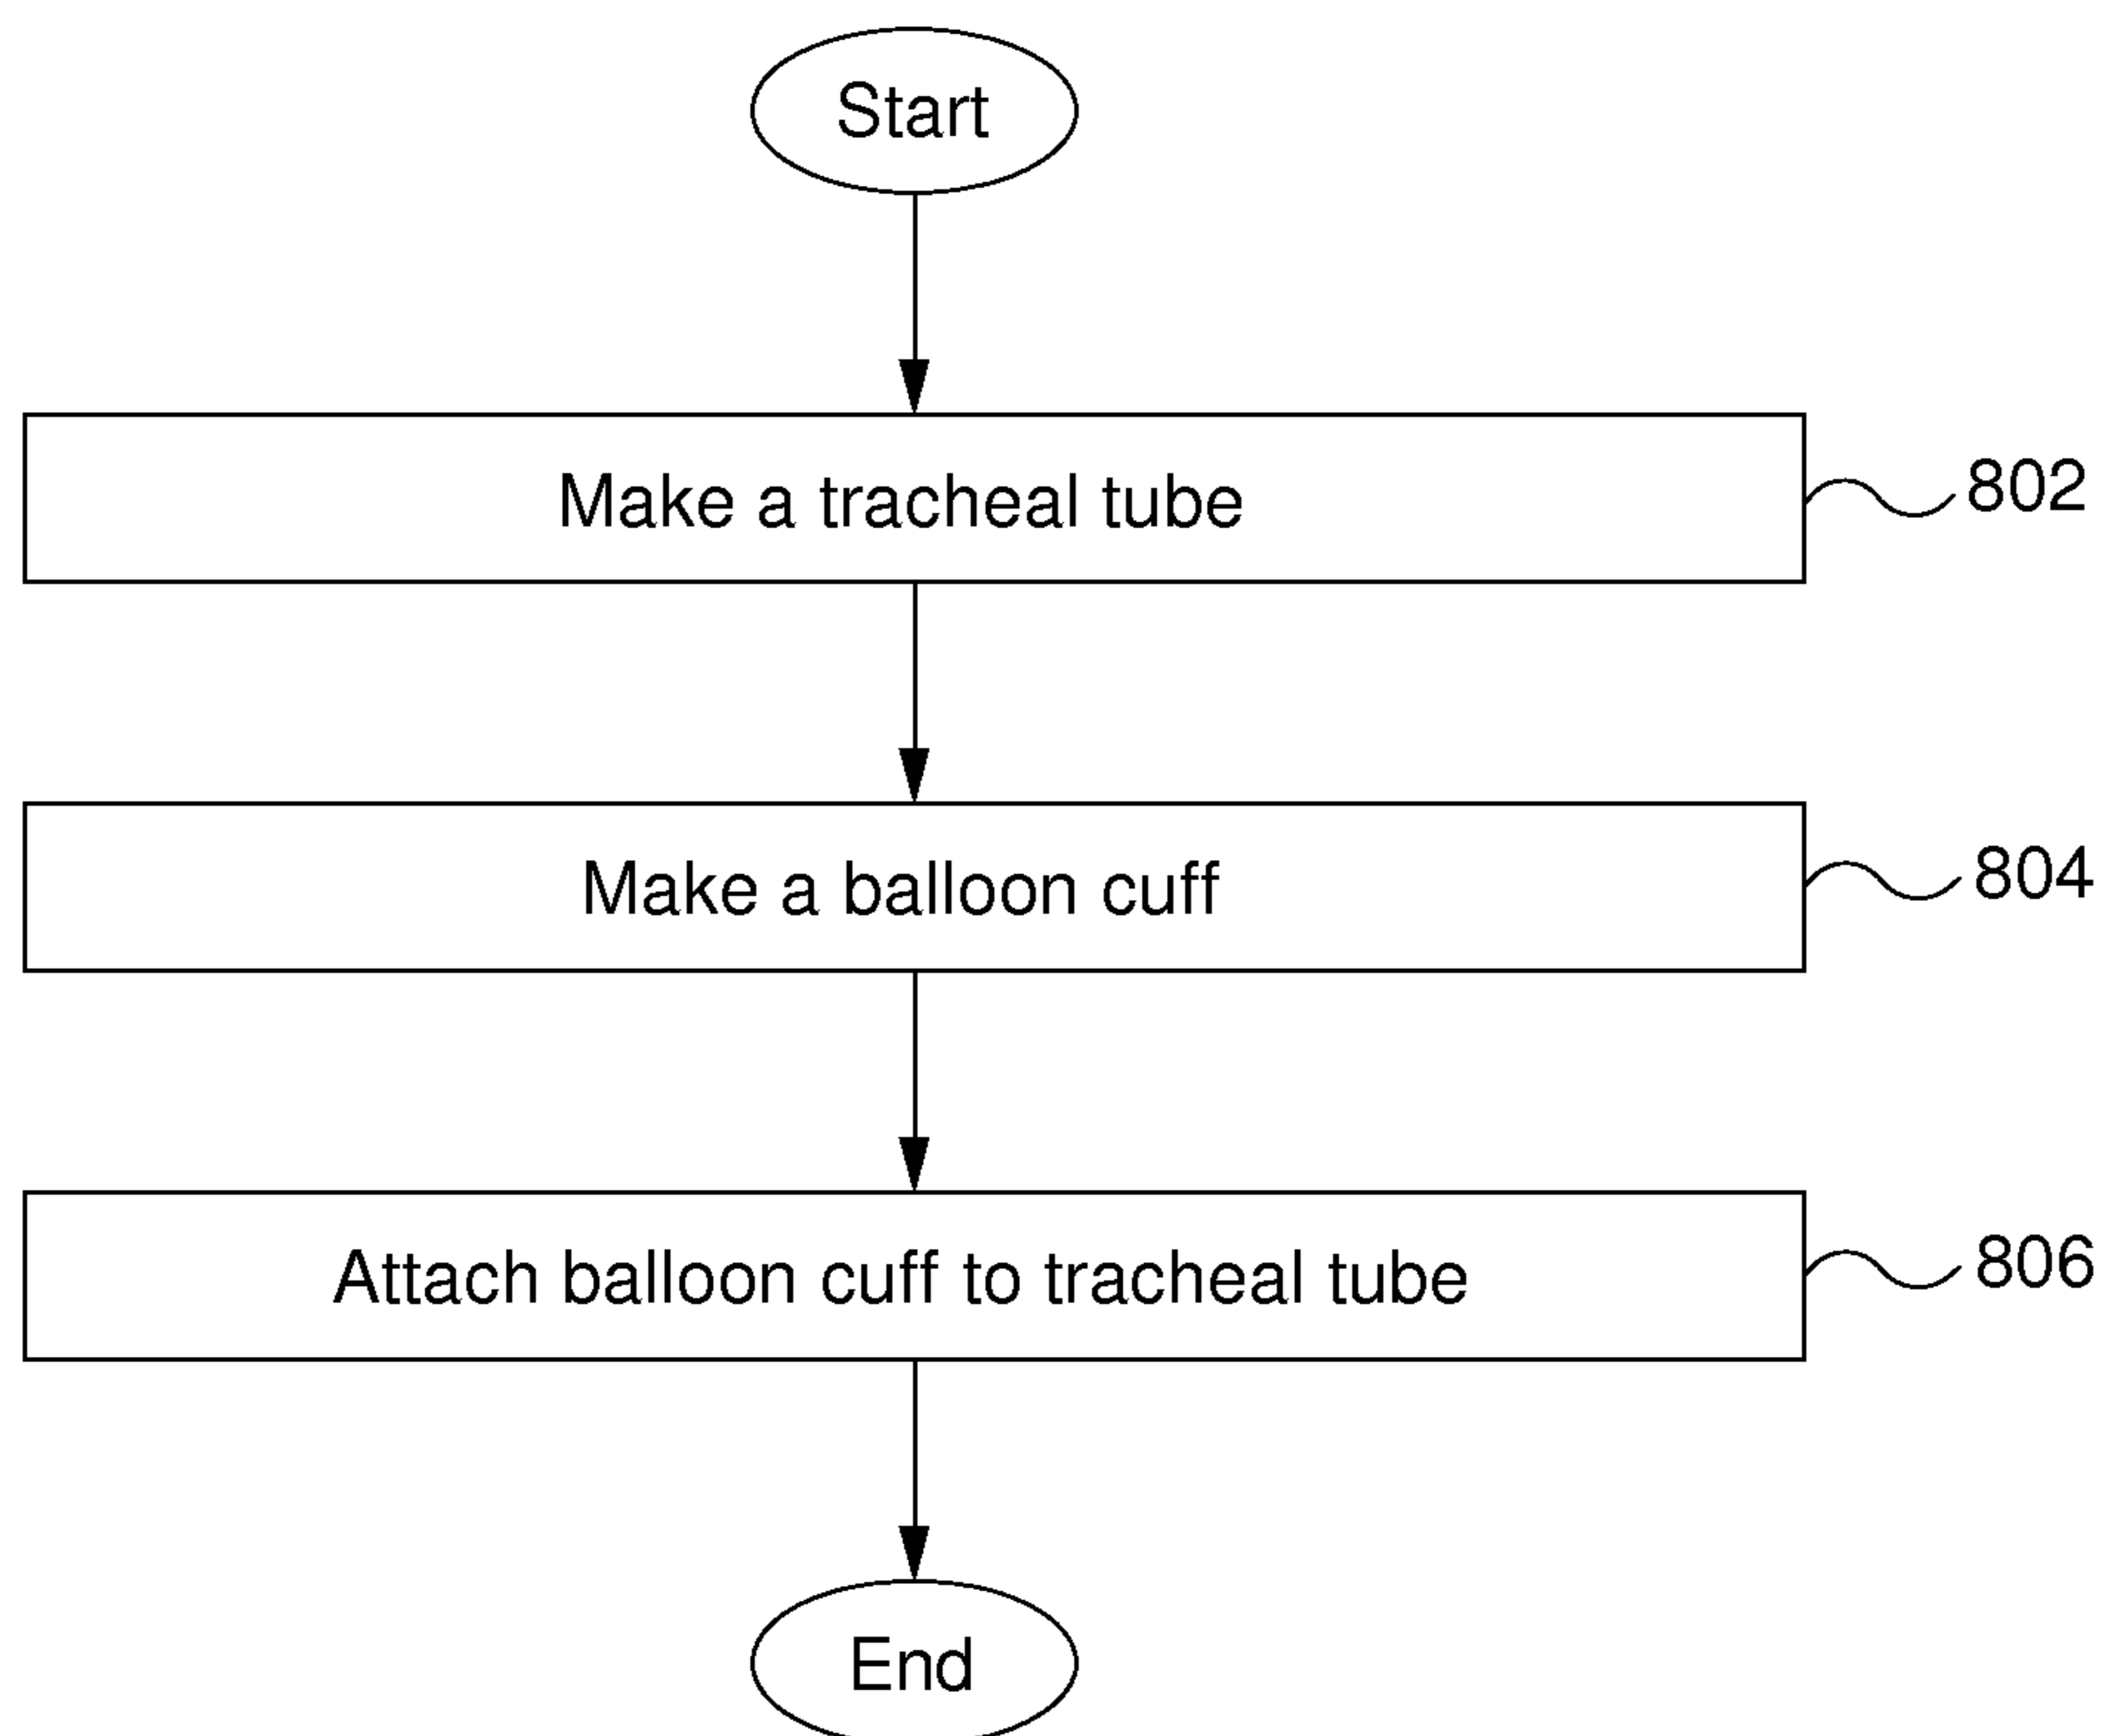 Start
Make a tracheal tube
802
Make a balloon cuff
804
Attach balloon cuff to tracheal tube
806
End